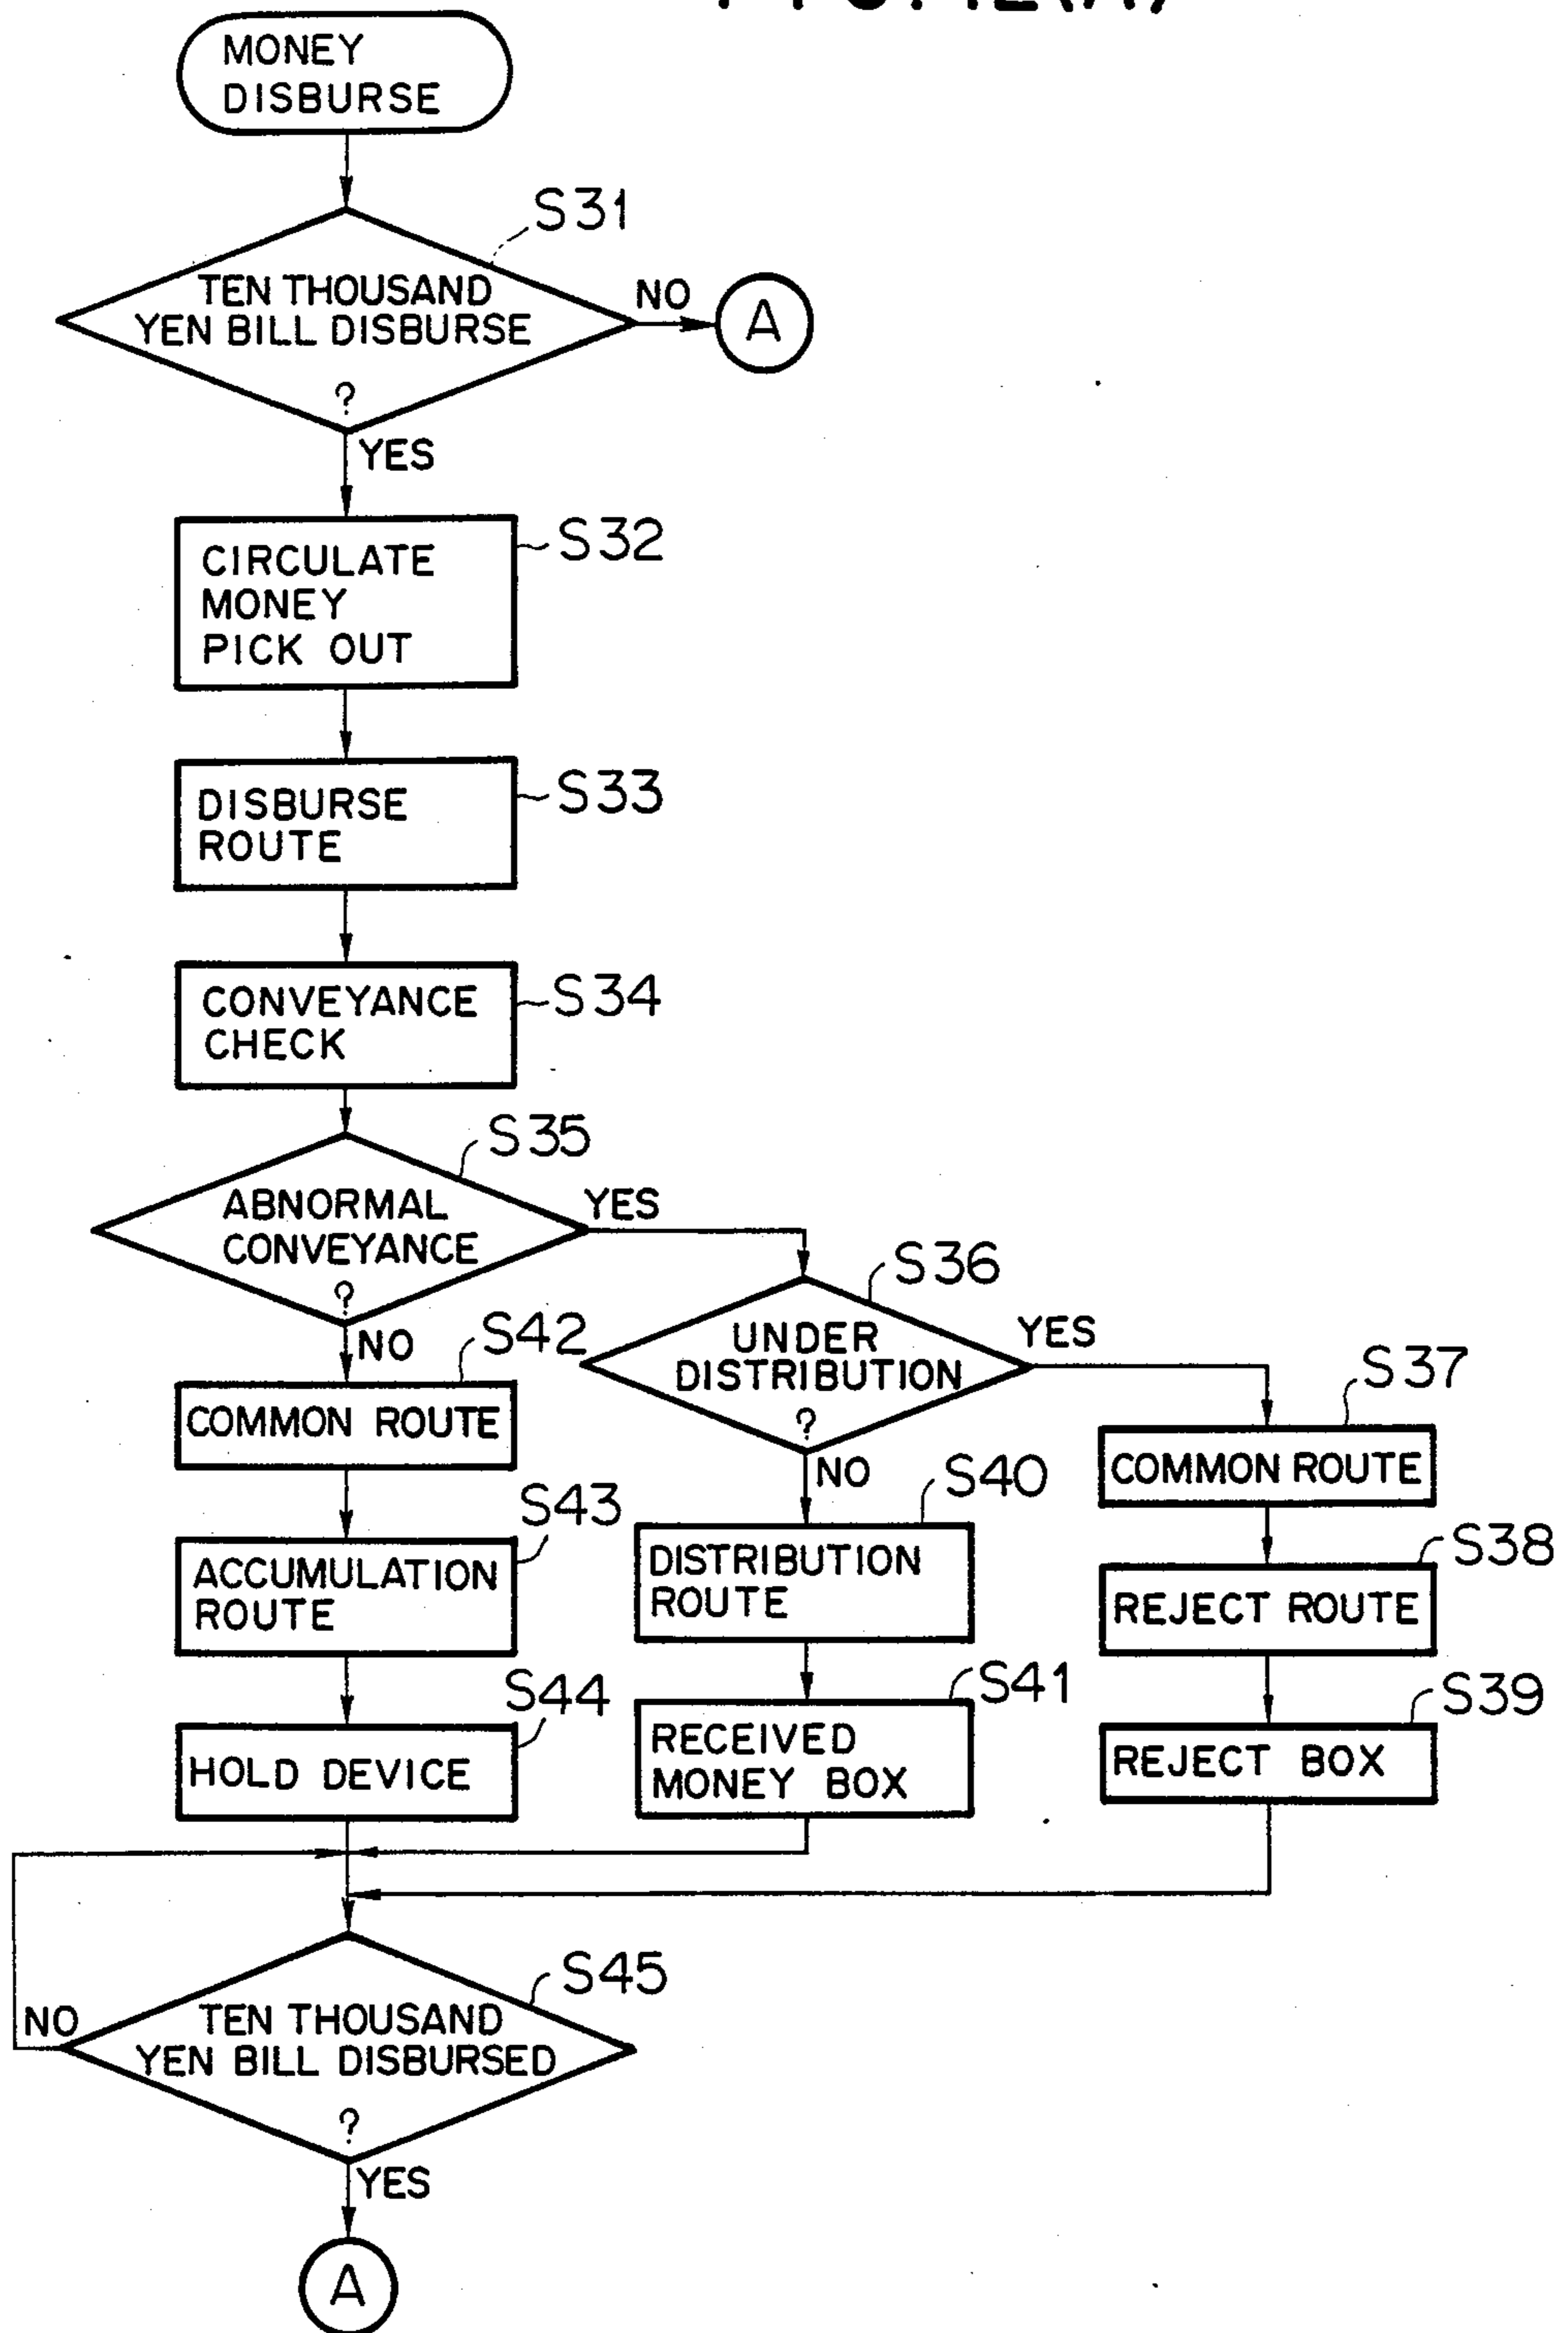 MONEY
DISBURSE
S31
TEN THOUSAND
YEN BILL DISBURSE
?
NO
A
YES
CIRCULATE
MONEY
PICK OUT
S32
DISBURSE
ROUTE
S33
CONVEYANCE
CHECK
S34
S35
ABNORMAL
CONVEYANCE
?
YES
NO
S36
UNDER
DISTRIBUTION
?
YES
NO
S42
COMMON ROUTE
S37
COMMON ROUTE
S43
ACCUMULATION
ROUTE
S40
DISTRIBUTION
ROUTE
S38
REJECT ROUTE
S44
HOLD DEVICE
S41
RECEIVED
MONEY BOX
S39
REJECT BOX
S45
TEN THOUSAND
YEN BILL DISBURSED
?
NO
YES
A